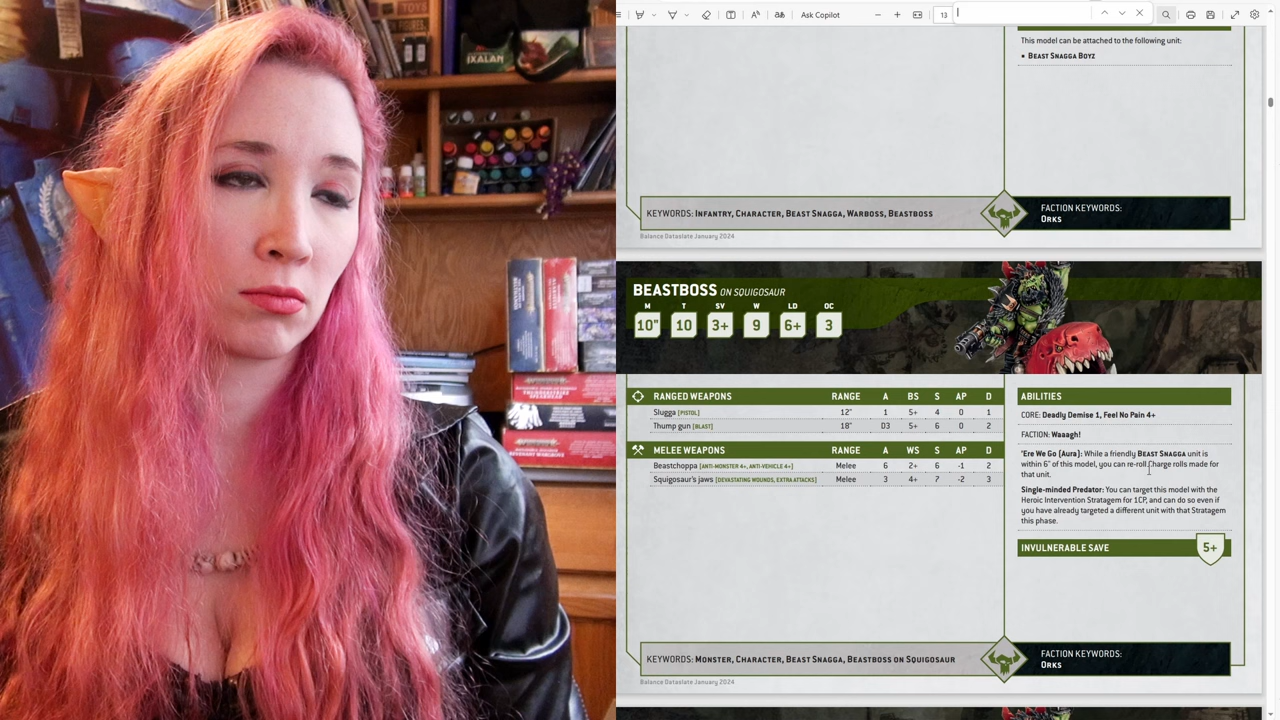 IXALAN
Ask Copilot
13
This model can be attached to the following unit:
• BEAST SNAGGA BOYZ
KEYWORDS: INFANTRY, CHARACTER, BEAST SNAGGA, WARBOSS, BEASTBOSS
FACTION KEYWORDS:
ORKS
Balance Dataslate January 2024
BEASTBOSS ON SQUIGOSAUR
M T SV W LD OC
10" 10 3+ 9 6+ 3
RANGED WEAPONS RANGE A BS S AP D
Slugga [PISTOL] 12" 1 5+ 4 0 1
Thump gun [BLAST] 18" D3 5+ 6 0 2
MELEE WEAPONS RANGE A WS S AP D
Beastchoppa [ANTI-MONSTER 4+, ANTI-VEHICLE 4+] Melee 6 2+ 6 -1 2
Squigosaur's jaws [DEVASTATING WOUNDS, EXTRA ATTACKS] Melee 3 4+ 7 -2 3
ABILITIES
CORE: Deadly Demise 1, Feel No Pain 4+
FACTION: Waaagh!
'Ere We Go (Aura): While a friendly BEAST SNAGGA unit is
within 6" of this model, you can re-roll Charge rolls made for
that unit.
Single-minded Predator: You can target this model with the
Heroic Intervention Stratagem for 1CP, and can do so even if
you have already targeted a different unit with that Stratagem
this phase.
INVULNERABLE SAVE 5+
KEYWORDS: MONSTER, CHARACTER, BEAST SNAGGA, BEASTBOSS ON SQUIGOSAUR
FACTION KEYWORDS:
ORKS
Balance Dataslate January 2024